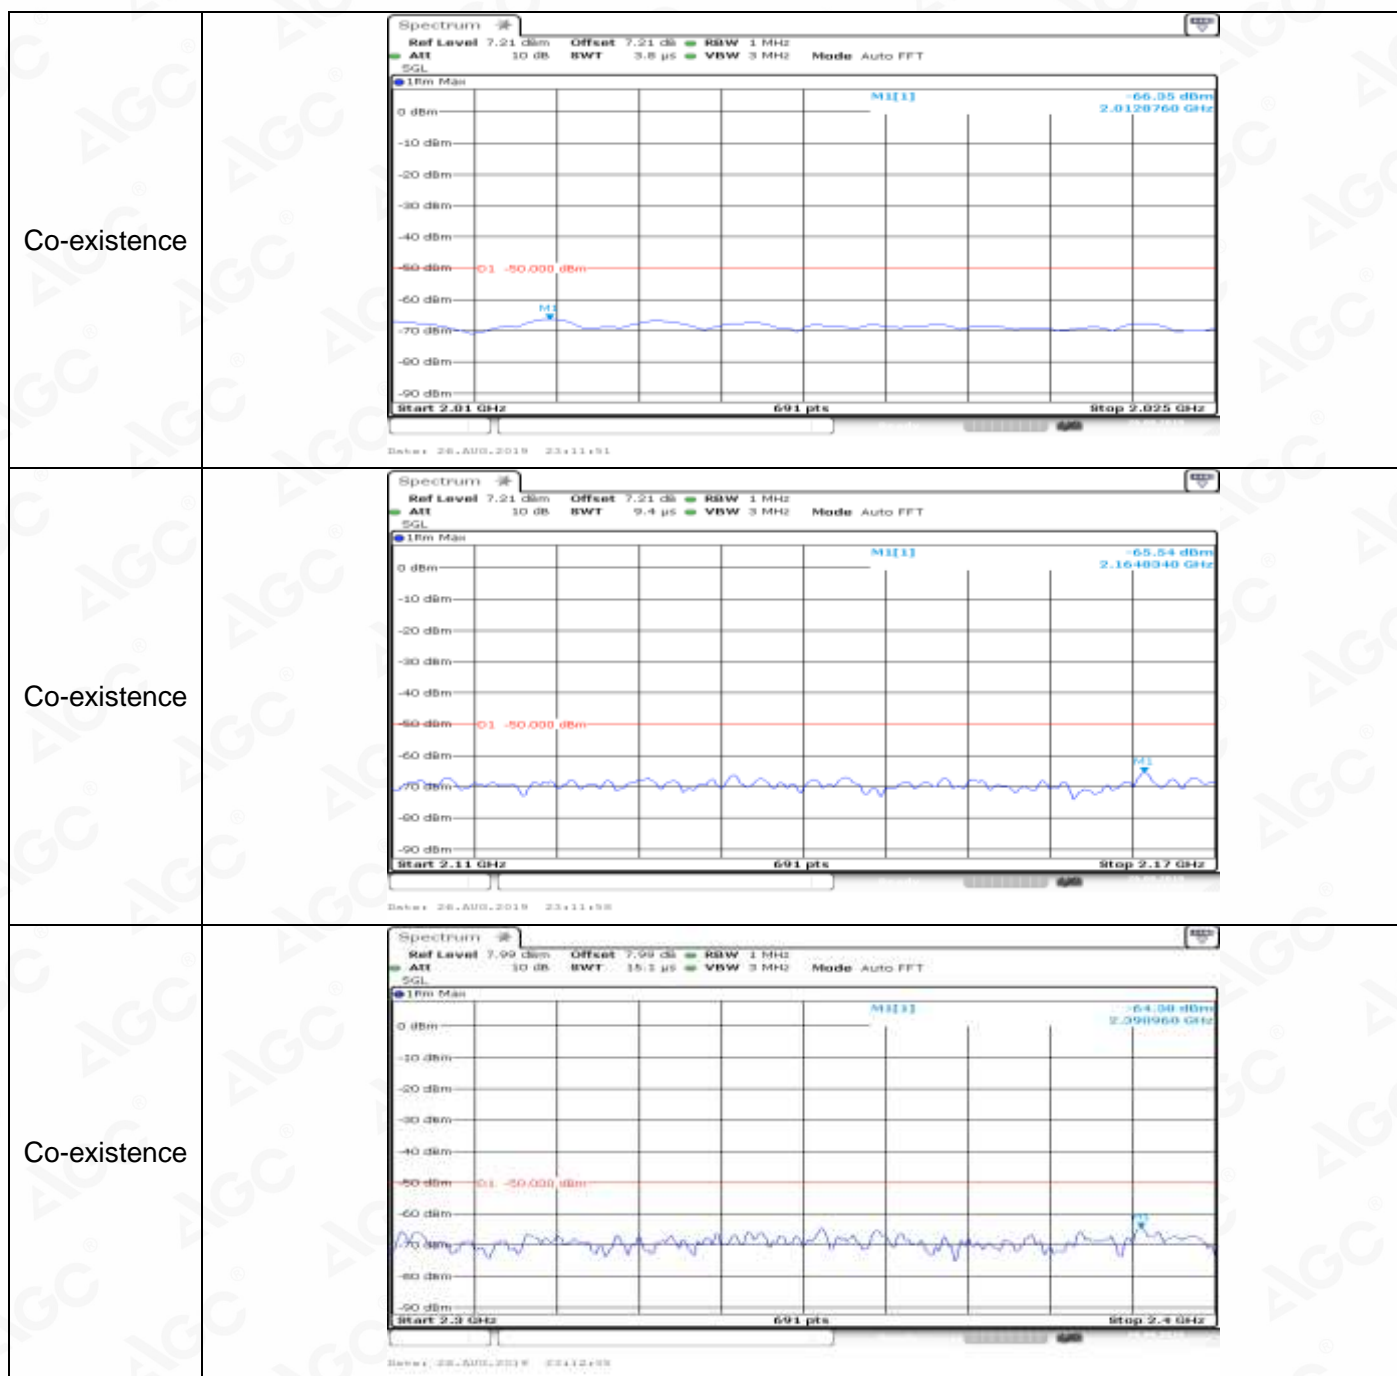 Co-existence
Spectrum
Ref Level 7.21 dBm Offset 7.21 dB RBW 1 MHz
Att 10 dB SWT 3.8 µs VBW 3 MHz Mode Auto FFT
SGL
1Rm Max
M1[1] -66.35 dBm
2.0128760 GHz
0 dBm
-10 dBm
-20 dBm
-30 dBm
-40 dBm
-50 dBm
D1 -50.000 dBm
-60 dBm
M1
-70 dBm
-80 dBm
-90 dBm
Start 2.01 GHz 691 pts Stop 2.025 GHz
Date: 26.AUG.2019 23:11:51
Co-existence
Spectrum
Ref Level 7.21 dBm Offset 7.21 dB RBW 1 MHz
Att 10 dB SWT 9.4 µs VBW 3 MHz Mode Auto FFT
SGL
1Rm Max
M1[1] -65.54 dBm
2.1648340 GHz
0 dBm
-10 dBm
-20 dBm
-30 dBm
-40 dBm
-50 dBm
D1 -50.000 dBm
-60 dBm
M1
-70 dBm
-80 dBm
-90 dBm
Start 2.11 GHz 691 pts Stop 2.17 GHz
Date: 26.AUG.2019 23:11:58
Co-existence
Spectrum
Ref Level 7.99 dBm Offset 7.99 dB RBW 1 MHz
Att 10 dB SWT 15.1 µs VBW 3 MHz Mode Auto FFT
SGL
1Rm Max
M1[1]
0 dBm
-10 dBm
-20 dBm
-30 dBm
-40 dBm
-50 dBm
D1 -50.000 dBm
-60 dBm
M1
-70 dBm
-80 dBm
-90 dBm
Start 2.3 GHz 691 pts Stop 2.4 GHz